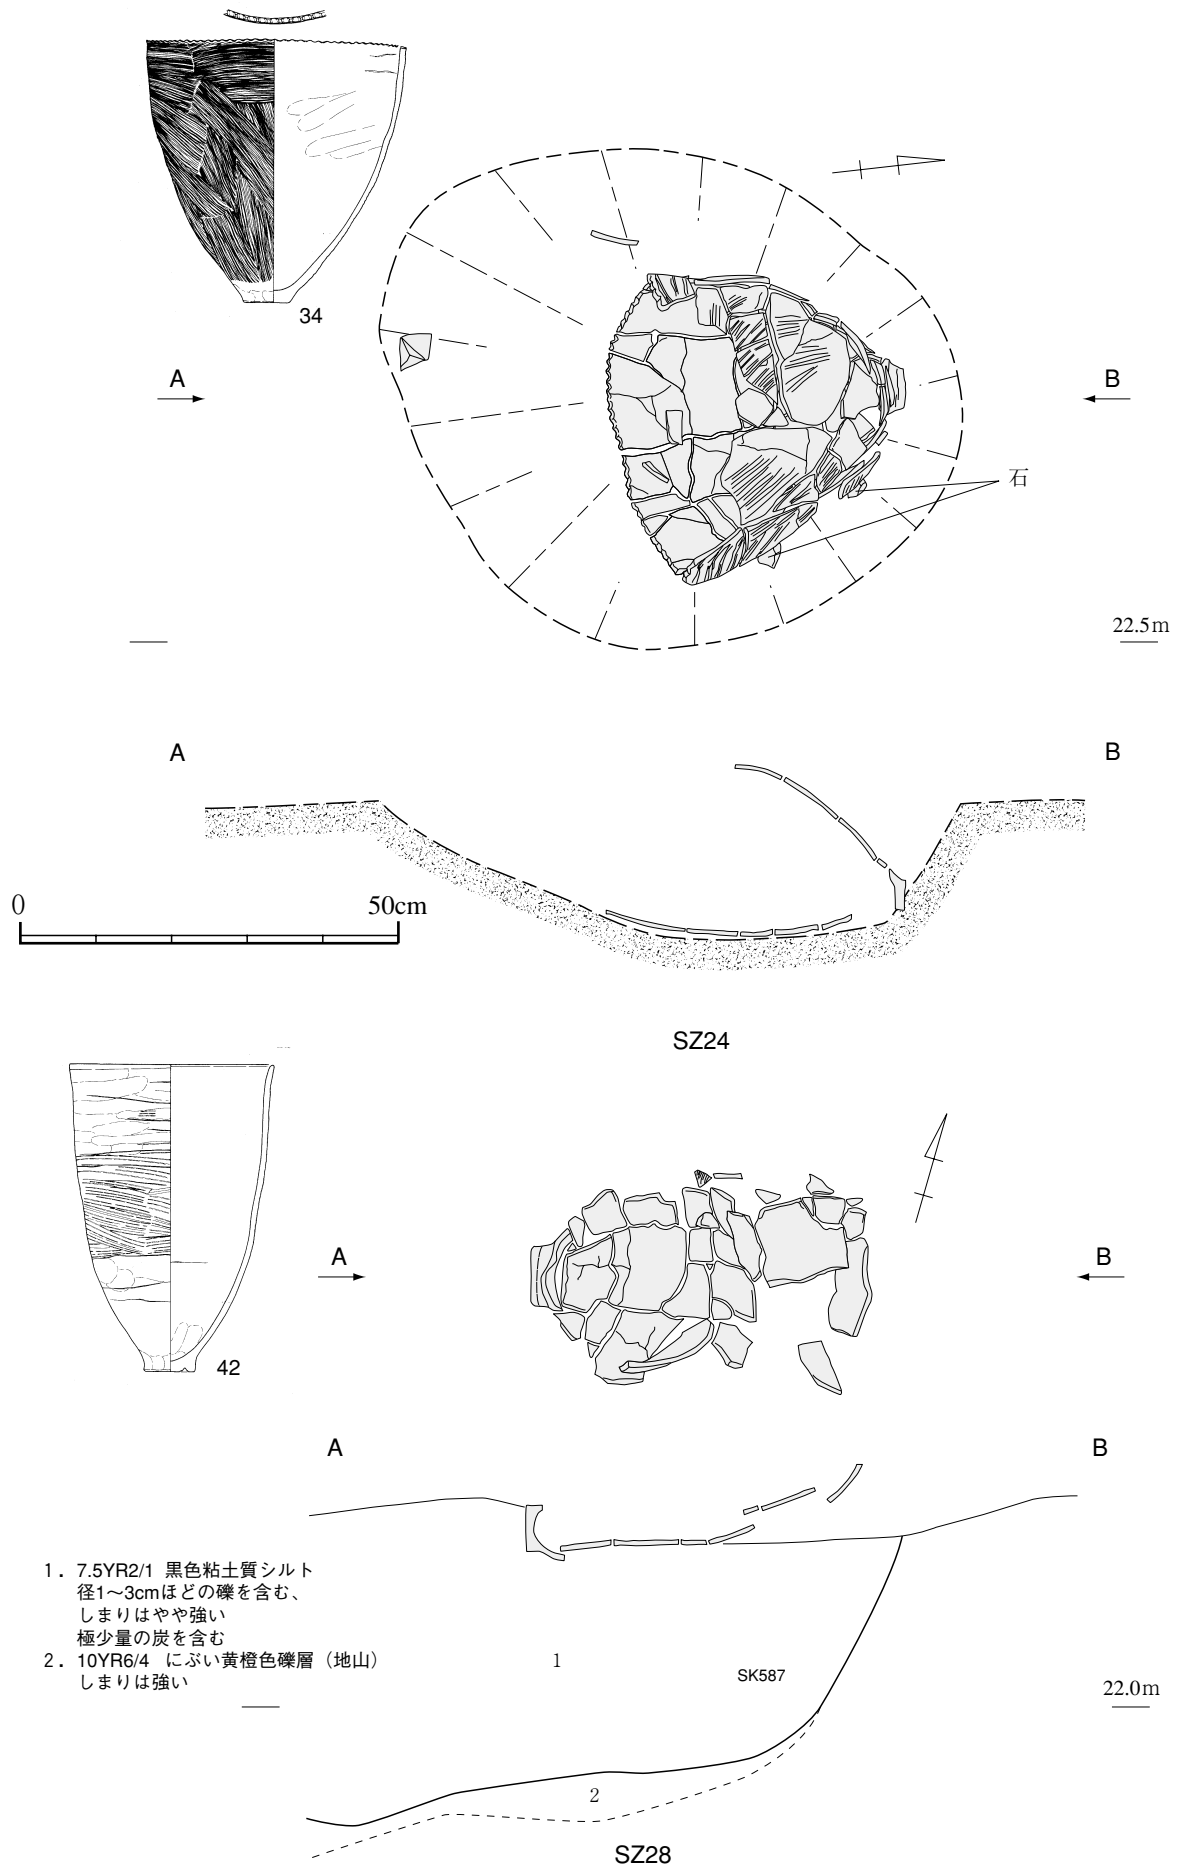 34
A
B
石
22.5m
A
B
0
50cm
SZ24
42
A
B
A
B
1．7.5YR2/1 黒色粘土質シルト
径1～3cmほどの礫を含む、
しまりはやや強い
極少量の炭を含む
2．10YR6/4 にぶい黄橙色礫層（地山）
しまりは強い
1
SK587
22.0m
2
SZ28